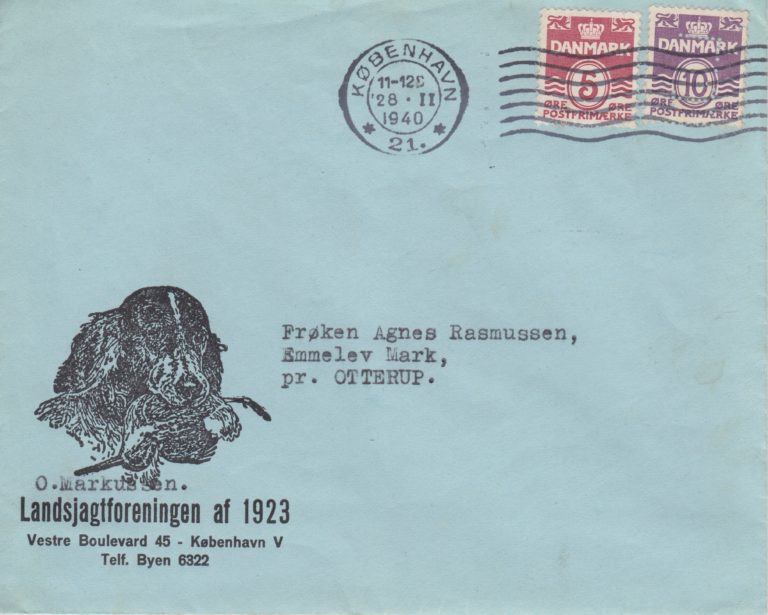 KØBENHAVN
11-12
28 · II
1940
* 21. *
DANMARK
5
ØRE ØRE
POSTFRIMÆRKE
DANMARK
10
ØRE ØRE
POSTFRIMÆRKE
Frøken Agnes Rasmussen,
Emmelev Mark,
pr. OTTERUP.
O.Markussen.
Landsjagtforeningen af 1923
Vestre Boulevard 45 - København V
Telf. Byen 6322